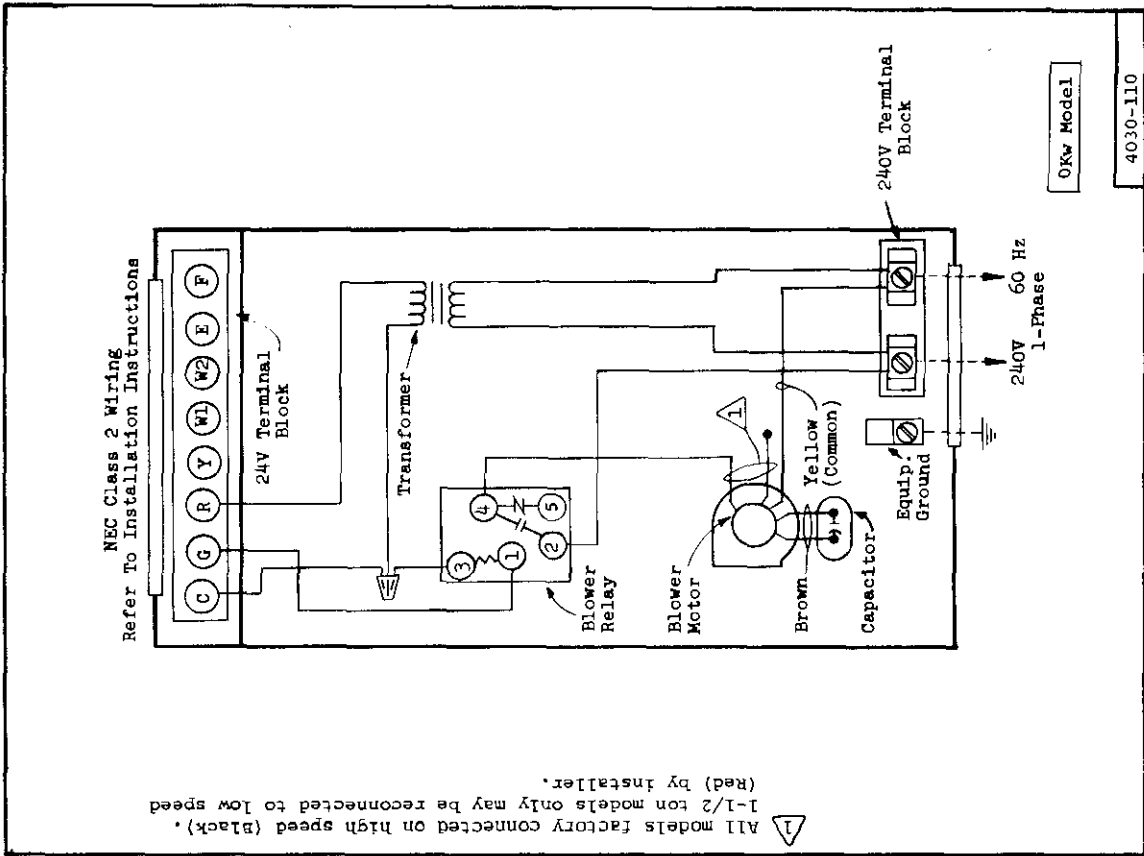 NEC Class 2 Wiring
Refer To Installation Instructions
C
G
R
Y
W1
W2
E
F
24V Terminal
Block
Transformer
3
1
4
2
5
Blower
Relay
Blower
Motor
1
Yellow
(Common)
Brown
Capacitor
Equip.
Ground
240V Terminal
Block
240V
60 Hz
1-Phase
0Kw Model
4030-110
1
All models factory connected on high speed (Black).
1-1/2 ton models only may be reconnected to low speed
(Red) by installer.